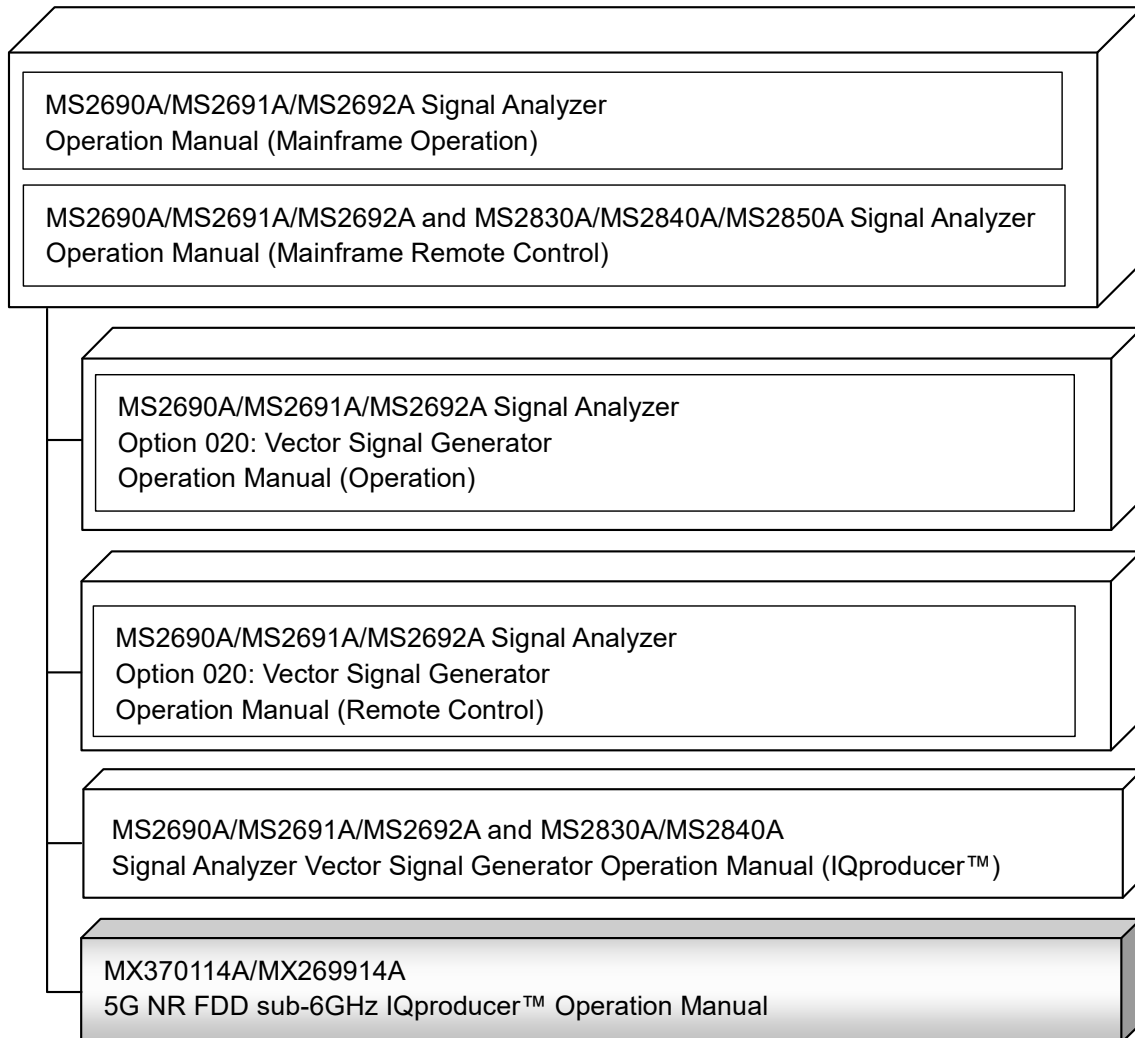 MS2690A/MS2691A/MS2692A Signal Analyzer
Operation Manual (Mainframe Operation)
MS2690A/MS2691A/MS2692A and MS2830A/MS2840A/MS2850A Signal Analyzer
Operation Manual (Mainframe Remote Control)
MS2690A/MS2691A/MS2692A Signal Analyzer
Option 020: Vector Signal Generator
Operation Manual (Operation)
MS2690A/MS2691A/MS2692A Signal Analyzer
Option 020: Vector Signal Generator
Operation Manual (Remote Control)
MS2690A/MS2691A/MS2692A and MS2830A/MS2840A
Signal Analyzer Vector Signal Generator Operation Manual (IQproducer™)
MX370114A/MX269914A
5G NR FDD sub-6GHz IQproducer™ Operation Manual